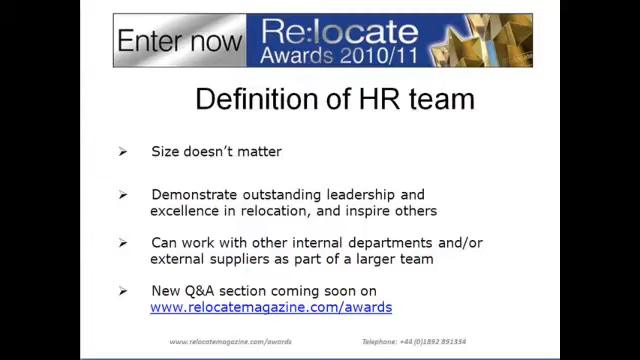 Enter now
Re:locate
Awards 2010/11
Definition of HR team
➢ Size doesn't matter
➢ Demonstrate outstanding leadership and
excellence in relocation, and inspire others
➢ Can work with other internal departments and/or
external suppliers as part of a larger team
➢ New Q&A section coming soon on
www.relocatemagazine.com/awards
www.relocatemagazine.com/awards
Telephone: +44 (0)1892 891334